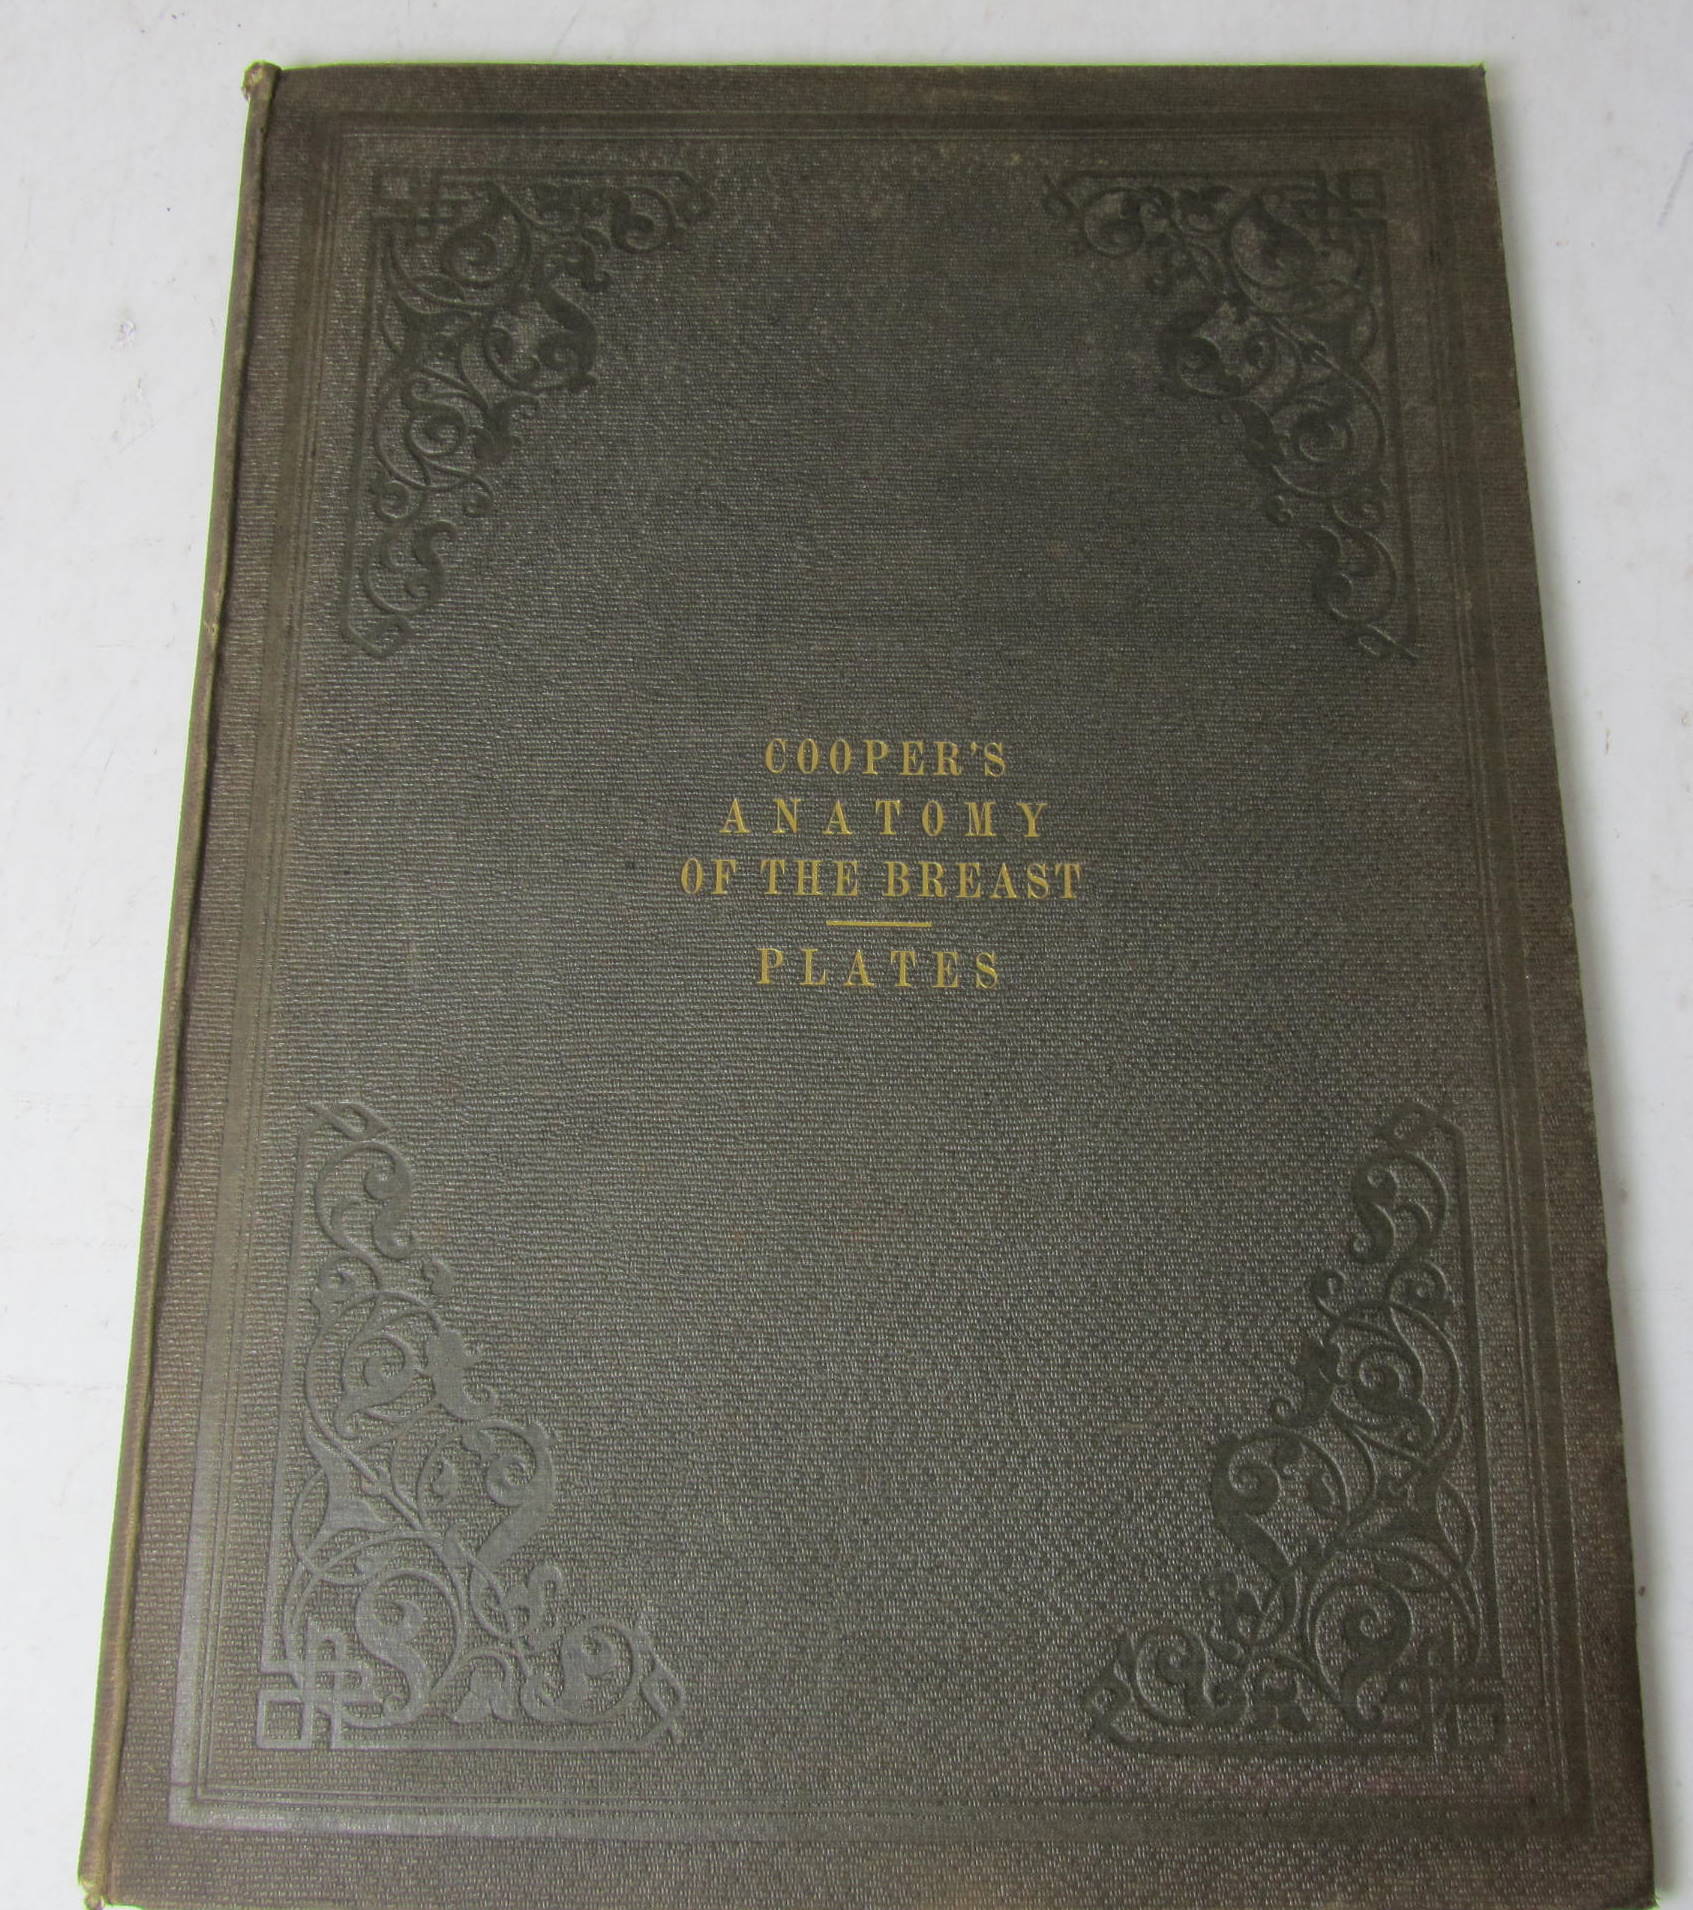 COOPER'S
ANATOMY
OF THE BREAST
PLATES